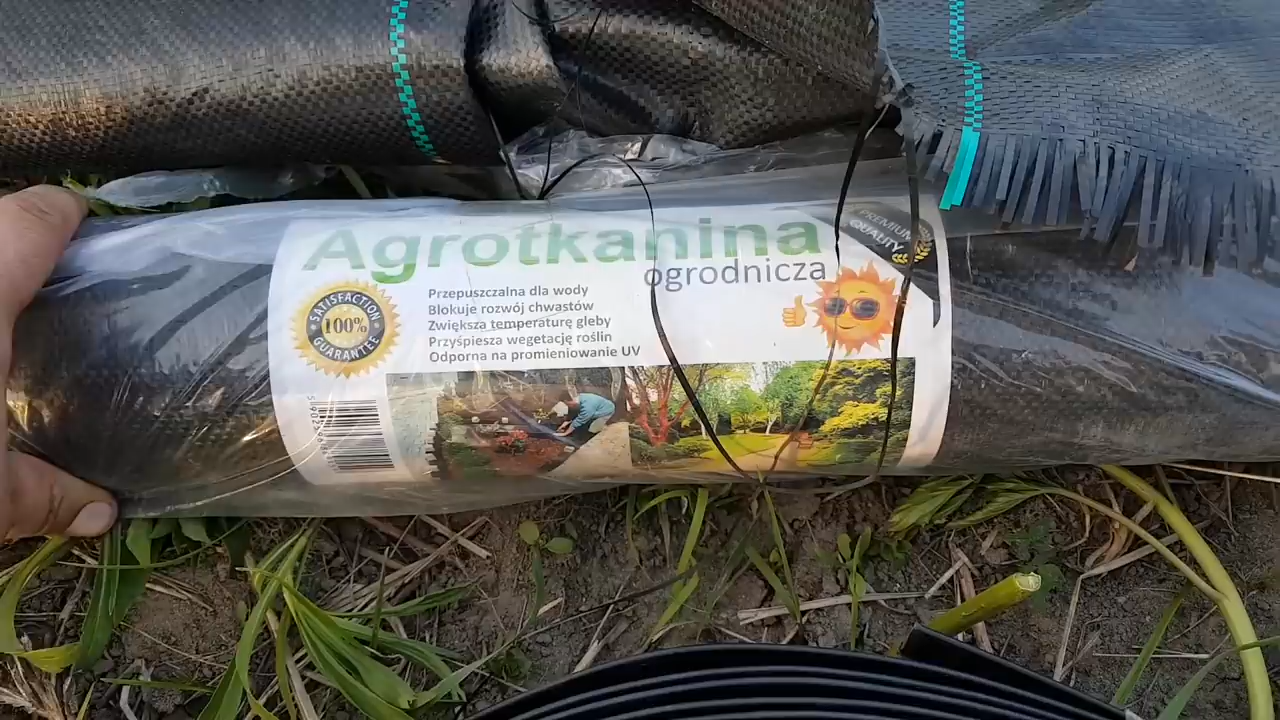 Agrotkanina
ogrodnicza
PREMIUM
QUALITY
Przepuszczalna dla wody
Blokuje rozwój chwastów
Zwiększa temperaturę gleby
Przyśpiesza wegetację roślin
Odporna na promieniowanie UV
SATISFACTION
100%
GUARANTEE